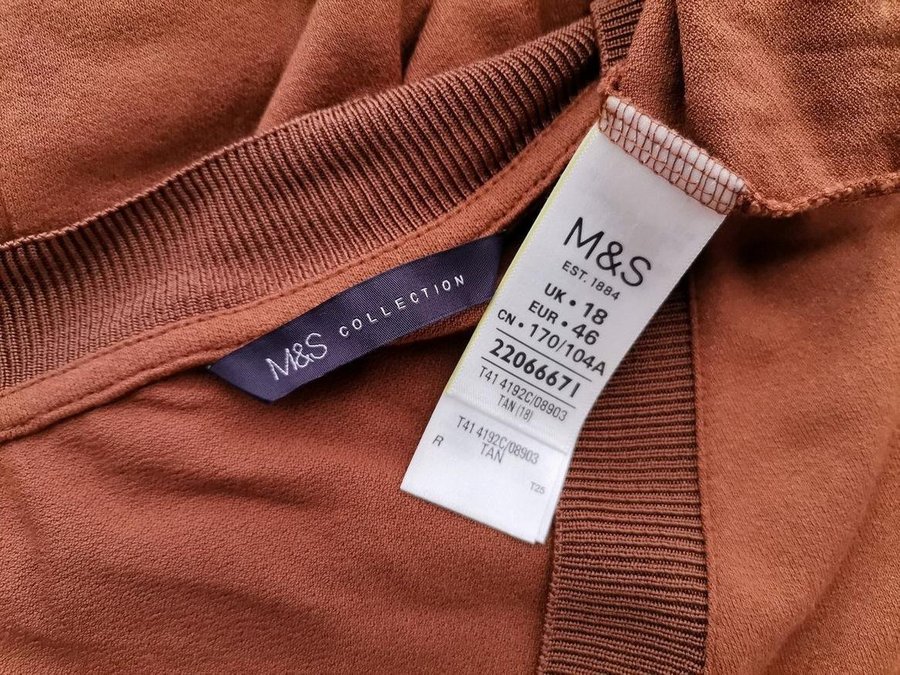 M&S COLLECTION
M&S
EST. 1884
UK • 18
EUR • 46
CN • 170/104A
22066671
T41 4192C/08903
TAN (18)
T41 4192C/08903
TAN
R
T25